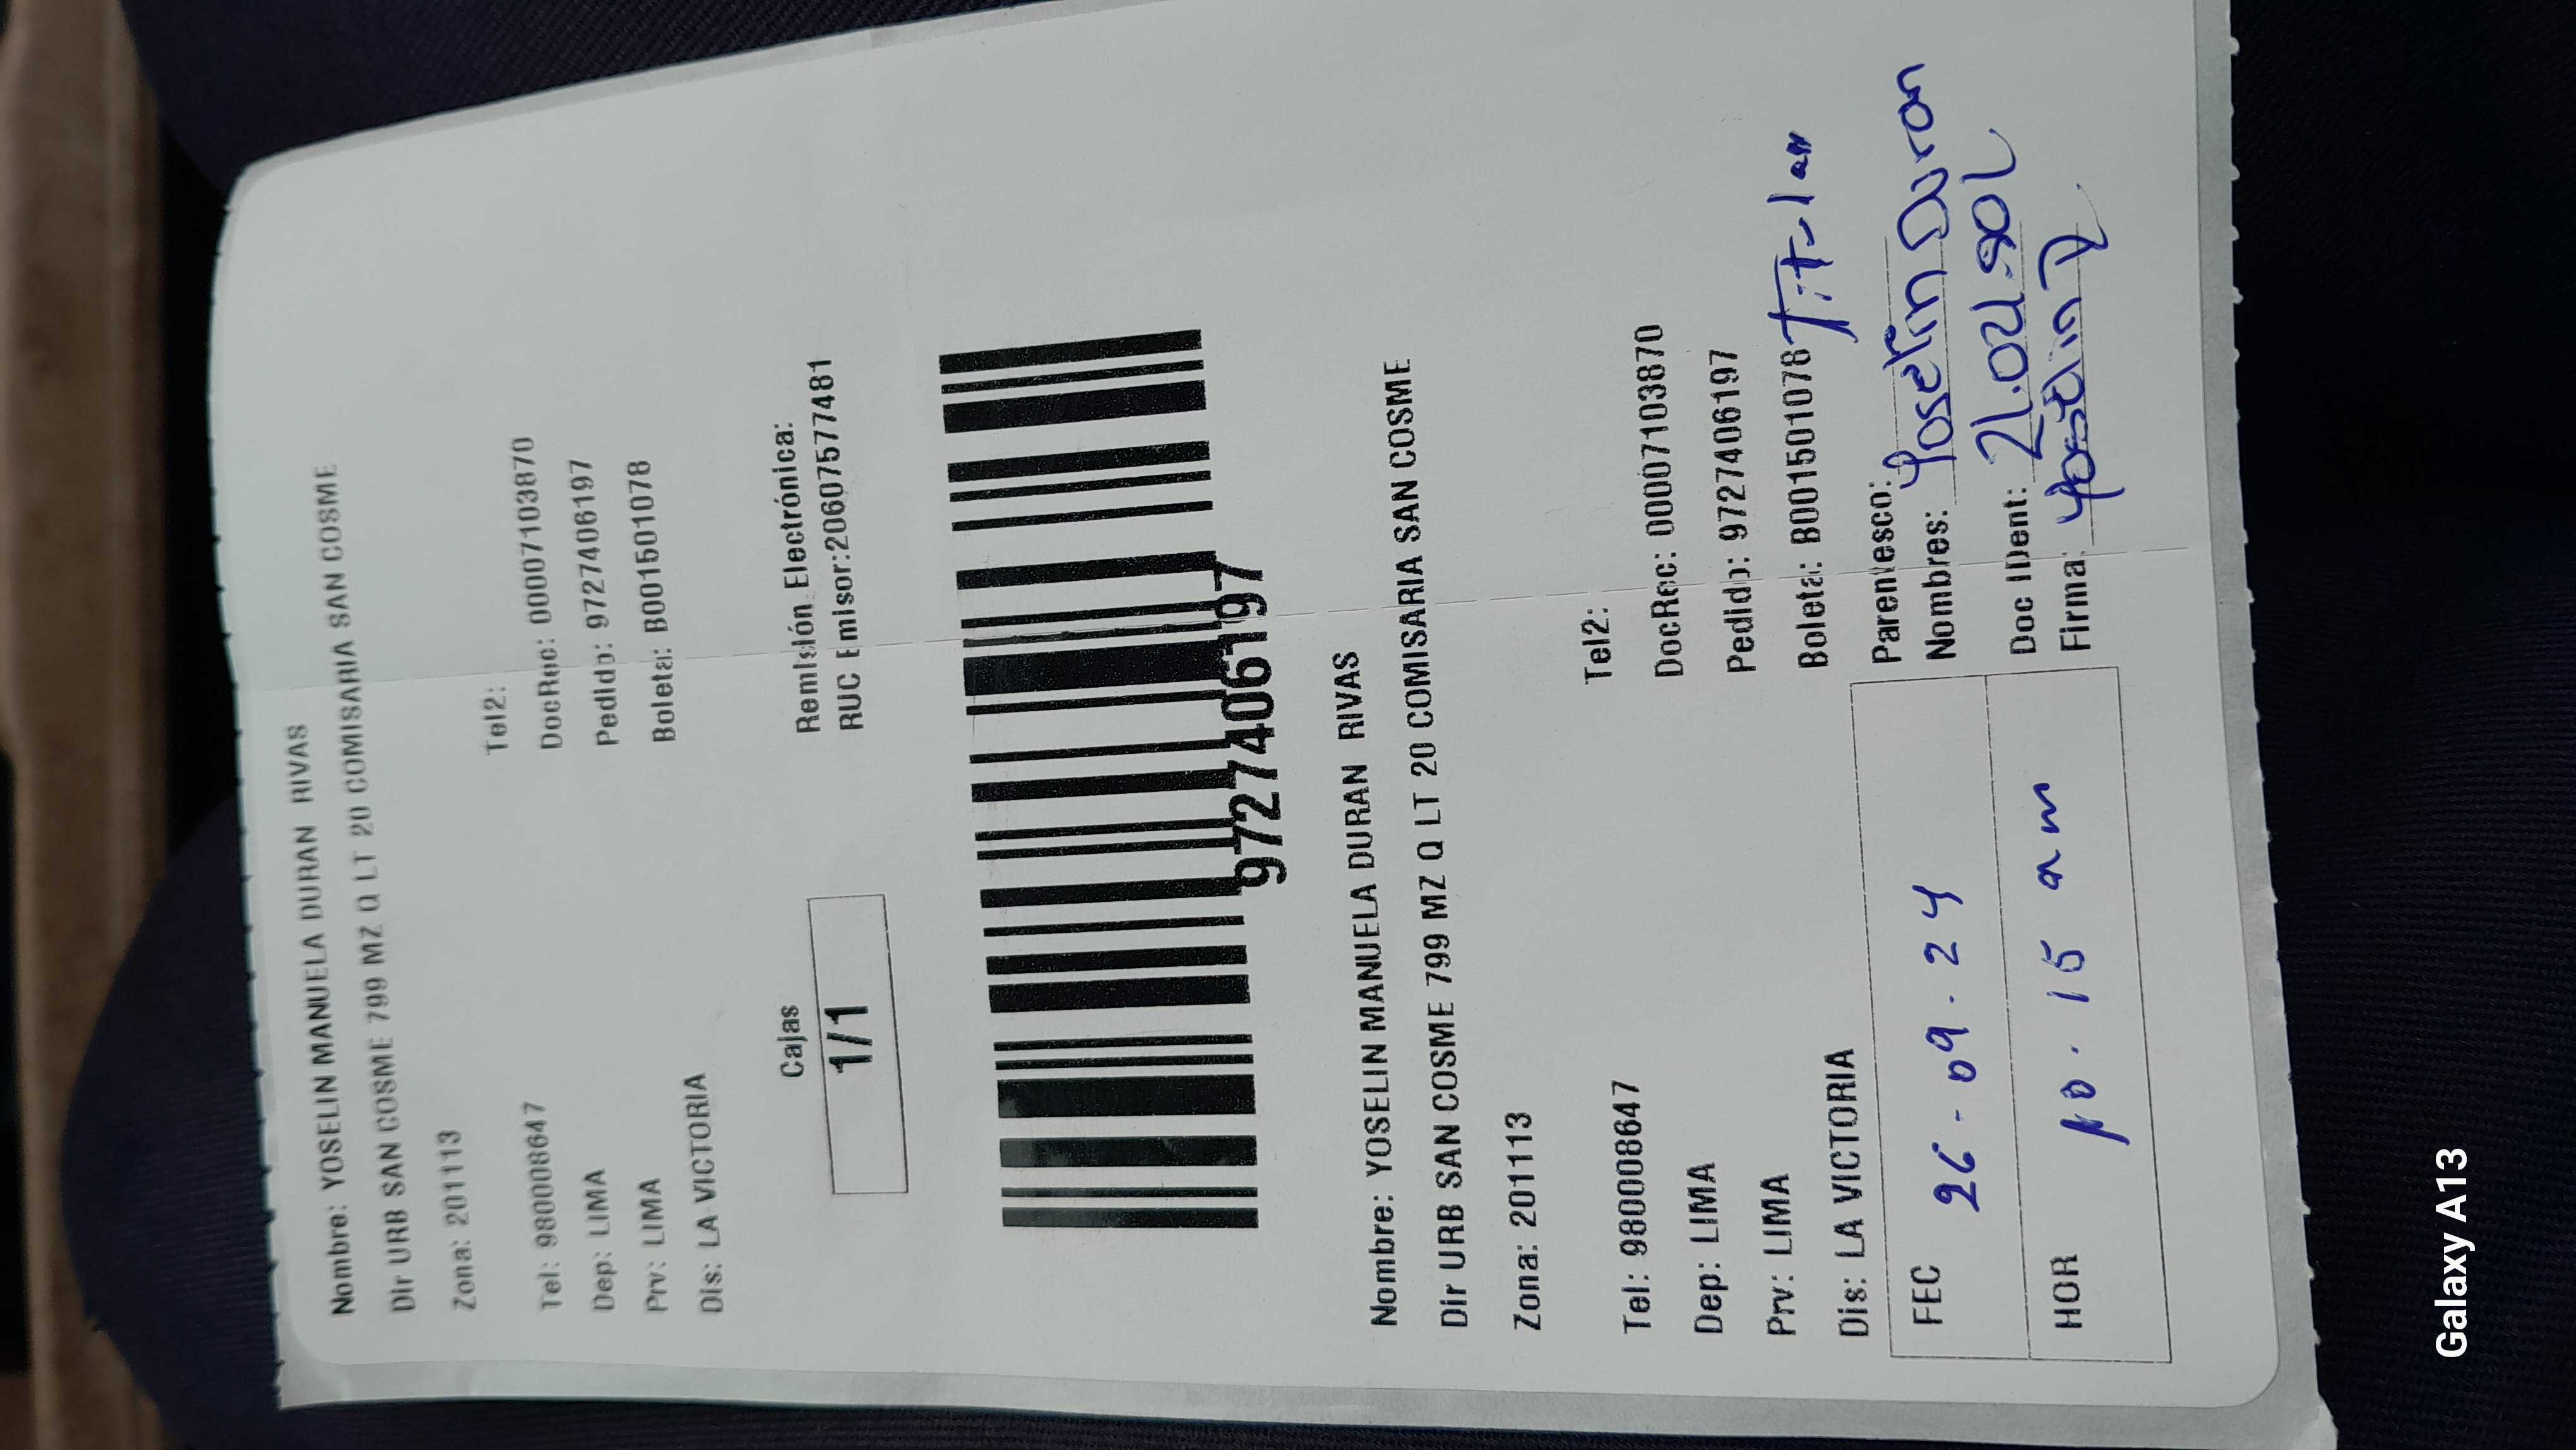 Nombre: YOSELIN MANUELA DURAN RIVAS
Dir URB SAN COSME 799 MZ Q LT 20 COMISARIA SAN COSME
Zona: 201113
Tel2:
Tel: 980008647
DocRec: 00007103870
Dep: LIMA
Pedido: 9727406197
Prv: LIMA
Boleta: B001501078
Dis: LA VICTORIA
Cajas
Remisión Electrónica:
1/1
RUC Emisor:20607577481
9727406197
Nombre: YOSELIN MANUELA DURAN RIVAS
Dir URB SAN COSME 799 MZ Q LT 20 COMISARIA SAN COSME
Zona: 201113
Tel2:
Tel: 980008647
DocRec: 00007103870
Dep: LIMA
Pedido: 9727406197
Prv: LIMA
Boleta: B001501078
Dis: LA VICTORIA
Titular
Parentesco:
FEC 26-09-24
Nombres: Yoselin Duran
Doc IDent:
HOR 10.15 am
Firma: Yoselin D
Galaxy A13